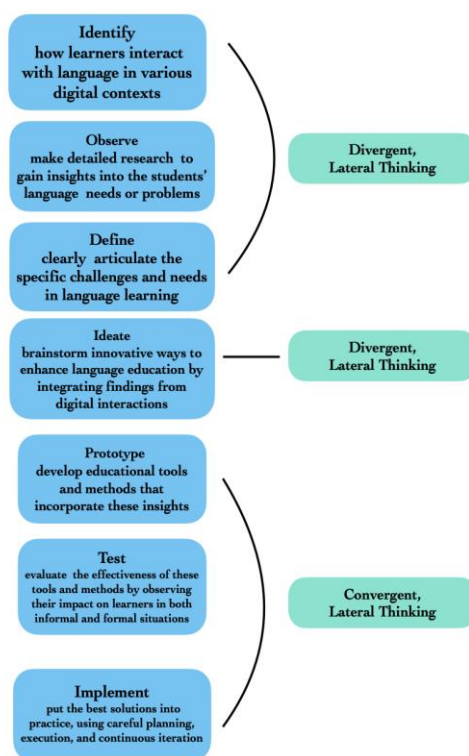 Identify
how learners interact
with language in various
digital contexts
Observe
make detailed research to
gain insights into the students'
language needs or problems
Divergent,
Lateral Thinking
Define
clearly articulate the
specific challenges and needs
in language learning
Ideate
brainstorm innovative ways to
enhance language education by
integrating findings from
digital interactions
Divergent,
Lateral Thinking
Prototype
develop educational tools
and methods that
incorporate these insights
Test
evaluate the effectiveness of these
tools and methods by observing
their impact on learners in both
informal and formal situations
Convergent,
Lateral Thinking
Implement
put the best solutions into
practice, using careful planning,
execution, and continuous iteration